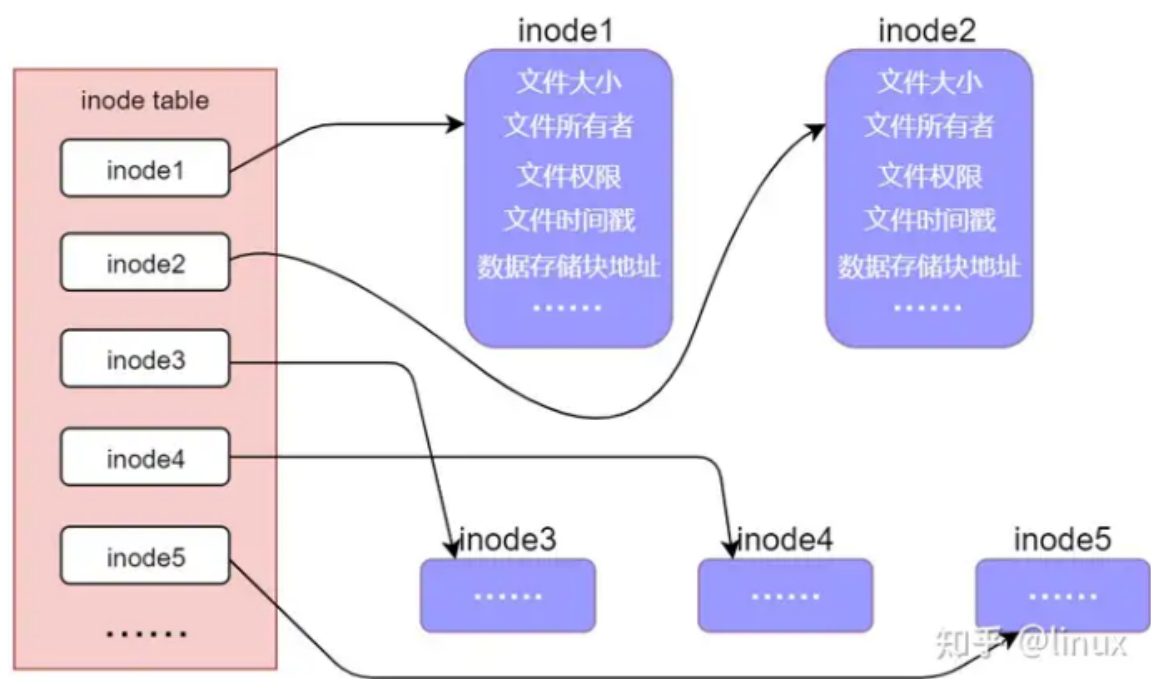 inode table
inode1
inode2
inode3
inode4
inode5
······
inode1
文件大小
文件所有者
文件权限
文件时间戳
数据存储块地址
······
inode2
文件大小
文件所有者
文件权限
文件时间戳
数据存储块地址
······
inode3
······
inode4
······
inode5
······
知乎 @linux